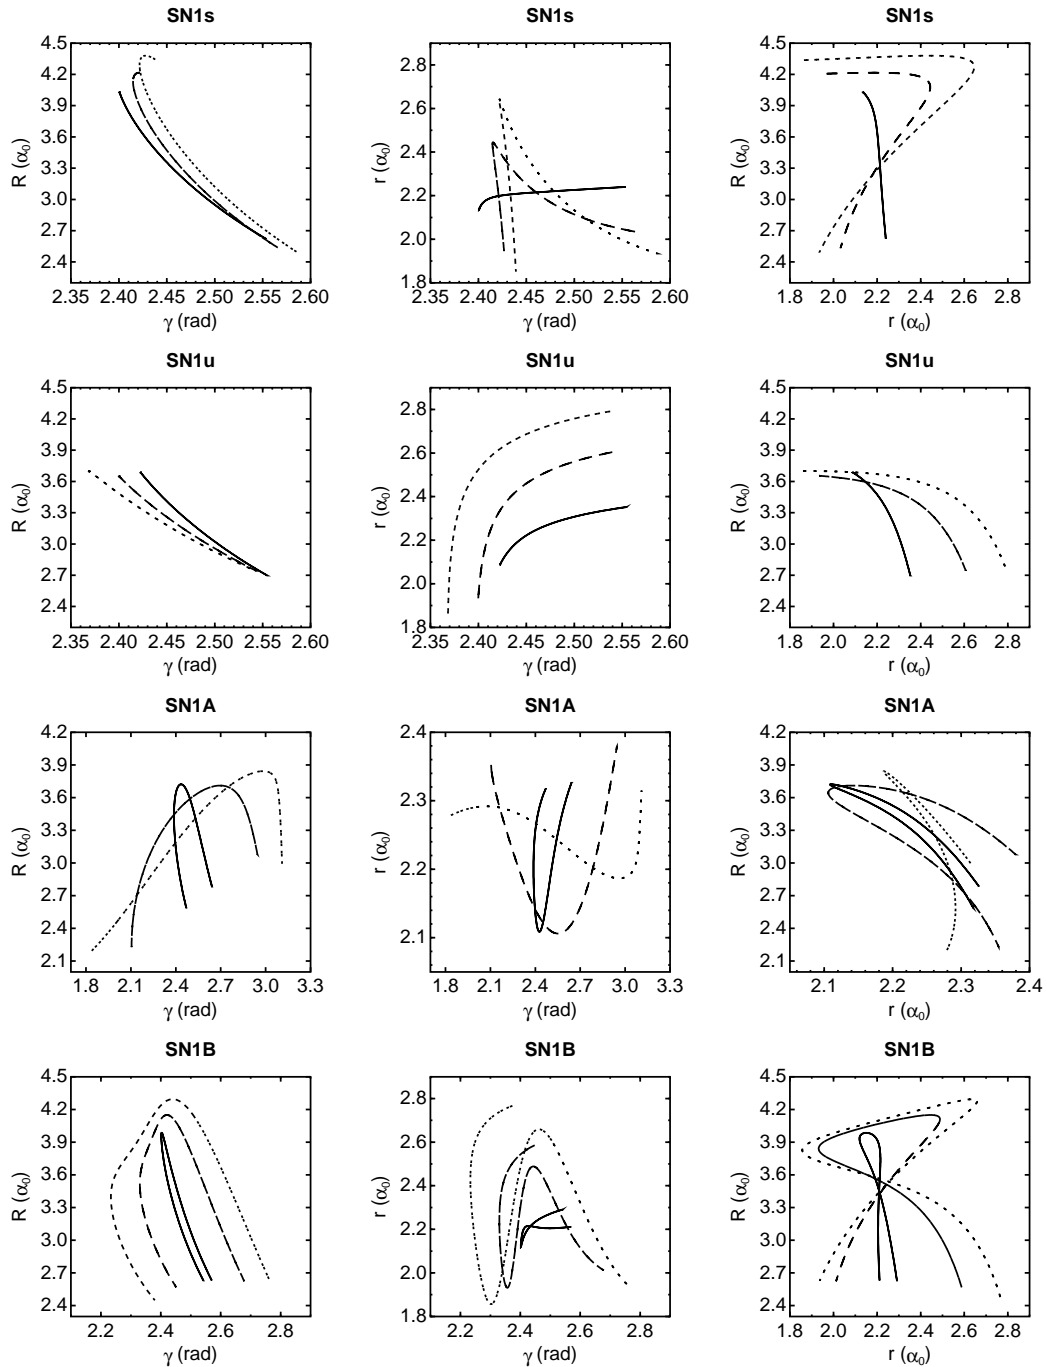 SN1s SN1s SN1s
4.5 4.2 3.9 3.6 3.3 3.0 2.7 2.4
R (α0)
2.35 2.40 2.45 2.50 2.55 2.60
γ (rad)
2.8 2.6 2.4 2.2 2.0 1.8
r (α0)
2.35 2.40 2.45 2.50 2.55 2.60
γ (rad)
4.5 4.2 3.9 3.6 3.3 3.0 2.7 2.4
R (α0)
1.8 2.0 2.2 2.4 2.6 2.8
r (α0)
SN1u SN1u SN1u
4.5 4.2 3.9 3.6 3.3 3.0 2.7 2.4
R (α0)
2.35 2.40 2.45 2.50 2.55 2.60
γ (rad)
2.8 2.6 2.4 2.2 2.0 1.8
r (α0)
2.35 2.40 2.45 2.50 2.55 2.60
γ (rad)
4.5 4.2 3.9 3.6 3.3 3.0 2.7 2.4
R (α0)
1.8 2.0 2.2 2.4 2.6 2.8
r (α0)
SN1A SN1A SN1A
4.2 3.9 3.6 3.3 3.0 2.7 2.4 2.1
R (α0)
1.8 2.1 2.4 2.7 3.0 3.3
γ (rad)
2.4 2.3 2.2 2.1
r (α0)
1.8 2.1 2.4 2.7 3.0 3.3
γ (rad)
4.2 3.9 3.6 3.3 3.0 2.7 2.4 2.1
R (α0)
2.1 2.2 2.3 2.4
r (α0)
SN1B SN1B SN1B
4.5 4.2 3.9 3.6 3.3 3.0 2.7 2.4
R (α0)
2.2 2.4 2.6 2.8
γ (rad)
2.8 2.6 2.4 2.2 2.0 1.8
r (α0)
2.2 2.4 2.6 2.8
γ (rad)
4.5 4.2 3.9 3.6 3.3 3.0 2.7 2.4
R (α0)
1.8 2.0 2.2 2.4 2.6 2.8
r (α0)